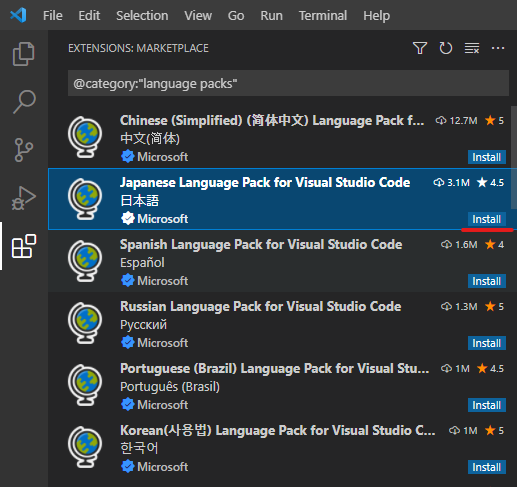 File Edit Selection View Go Run Terminal Help
EXTENSIONS: MARKETPLACE
@category:"language packs"
Chinese (Simplified) (简体中文) Language Pack f... 12.7M 5
中文(简体)
Microsoft Install
Japanese Language Pack for Visual Studio Code 3.1M 4.5
日本語
Microsoft Install
Spanish Language Pack for Visual Studio Code 1.6M 4
Español
Microsoft Install
Russian Language Pack for Visual Studio Code 1.3M 5
Русский
Microsoft Install
Portuguese (Brazil) Language Pack for Visual Stu... 1M 4.5
Português (Brasil)
Microsoft Install
Korean(사용법) Language Pack for Visual Studio C... 1M 5
한국어
Microsoft Install